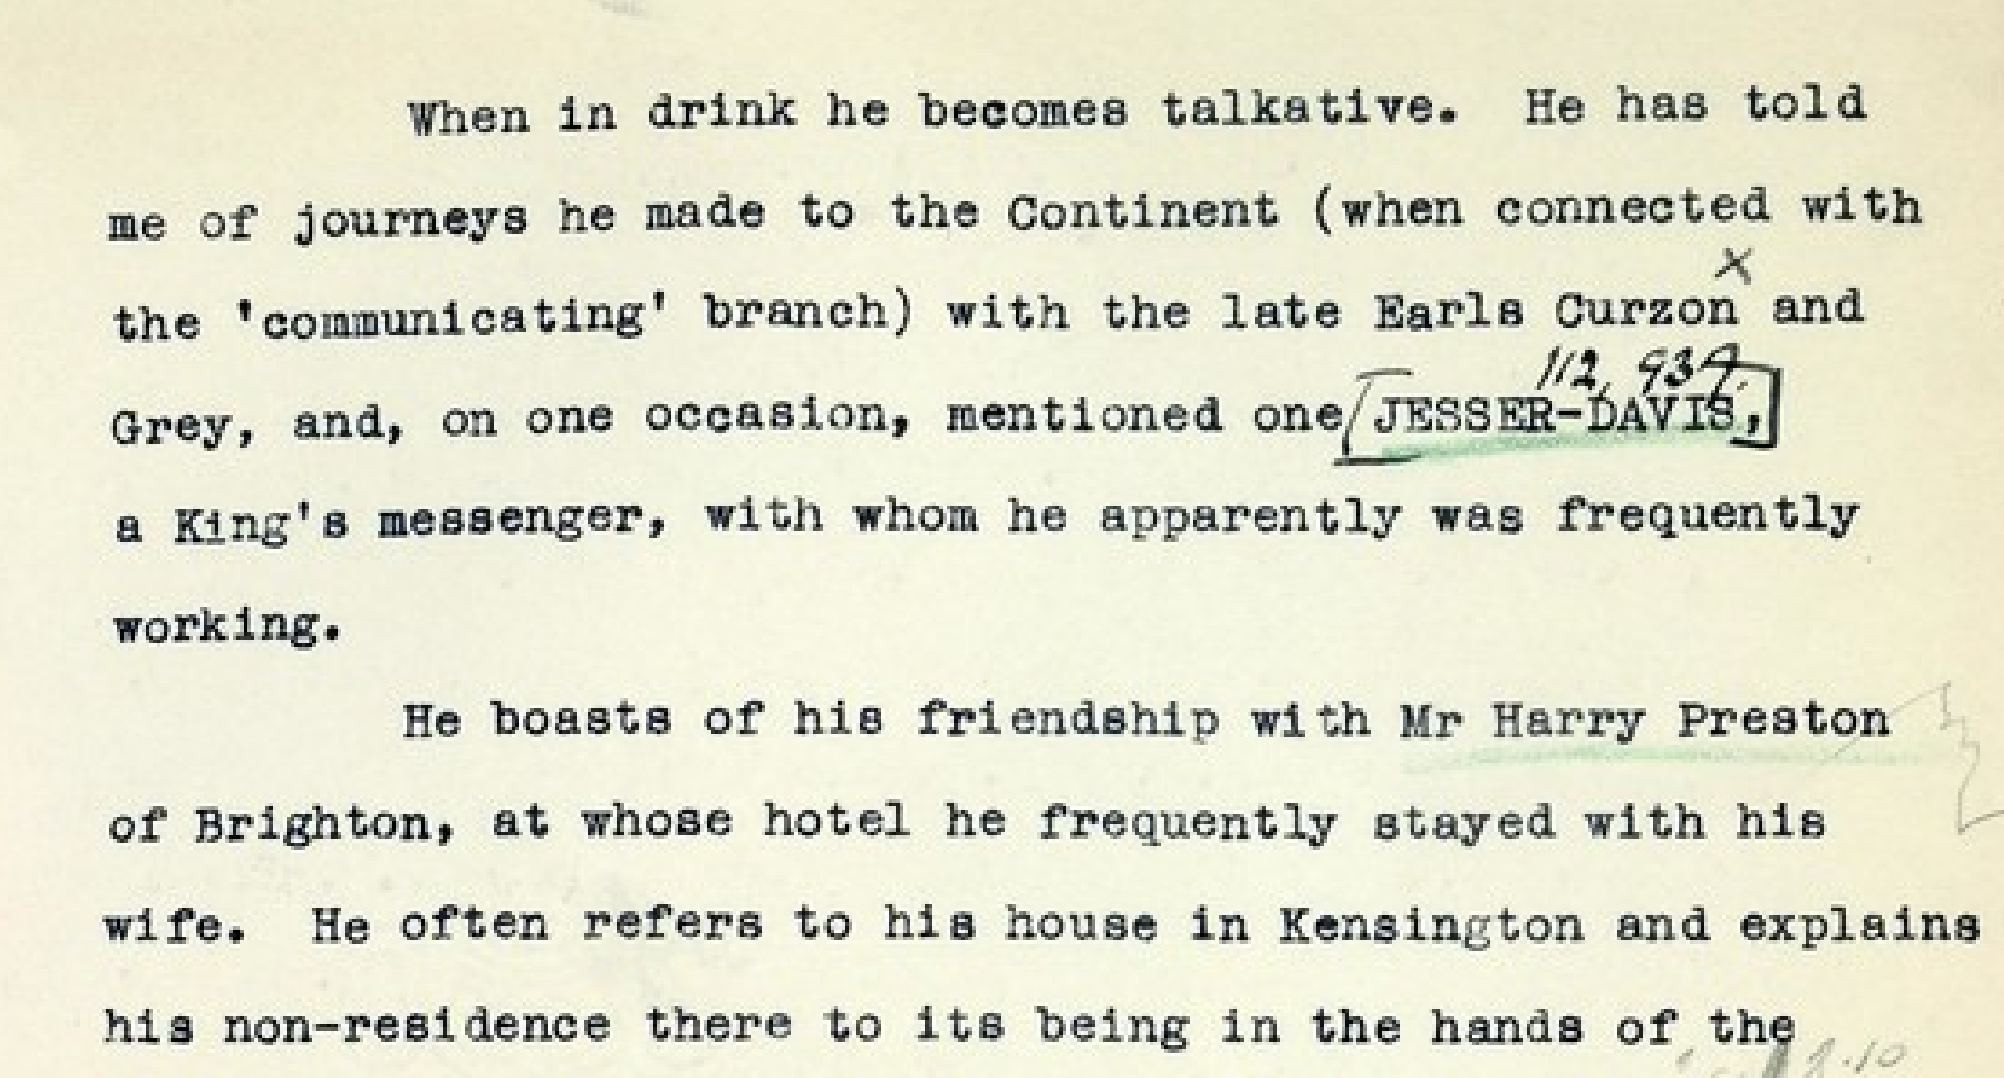 When in drink he becomes talkative. He has told
me of journeys he made to the Continent (when connected with
x
the 'communicating' branch) with the late Earls Curzon and
112, 939.
Grey, and, on one occasion, mentioned one [JESSER-DAVIS,]
a King's messenger, with whom he apparently was frequently
working.
He boasts of his friendship with Mr Harry Preston
of Brighton, at whose hotel he frequently stayed with his
wife. He often refers to his house in Kensington and explains
his non-residence there to its being in the hands of the